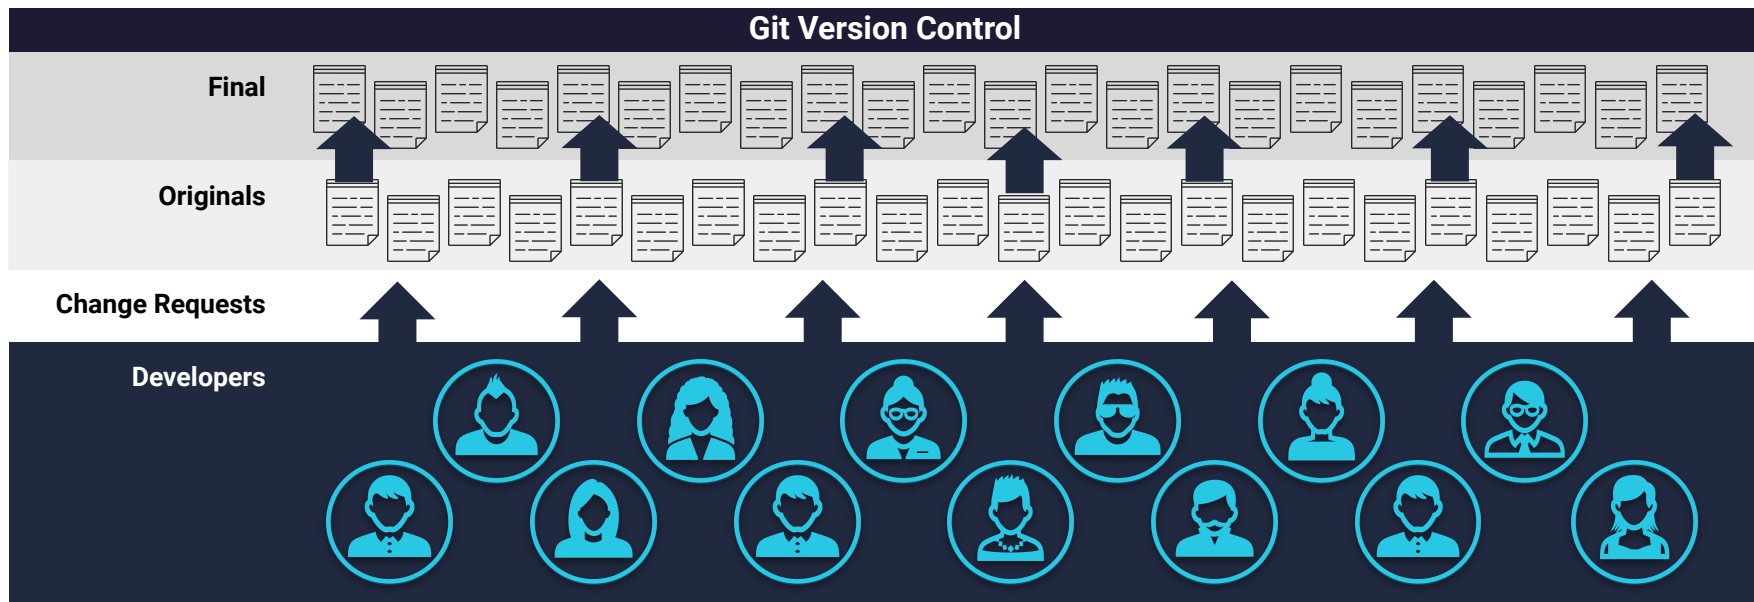 Git Version Control
Final
Originals
Change Requests
Developers